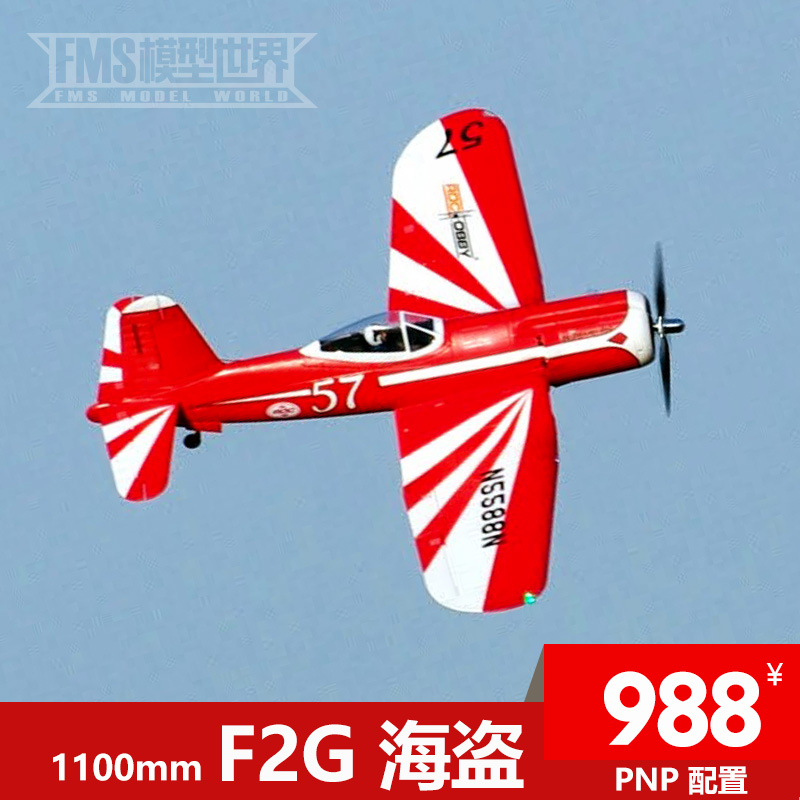 FMS模型世界
FMS MODEL WORLD
57
ROC HOBBY
57
N5588N
988
¥
1100mm F2G 海盗
PNP 配置